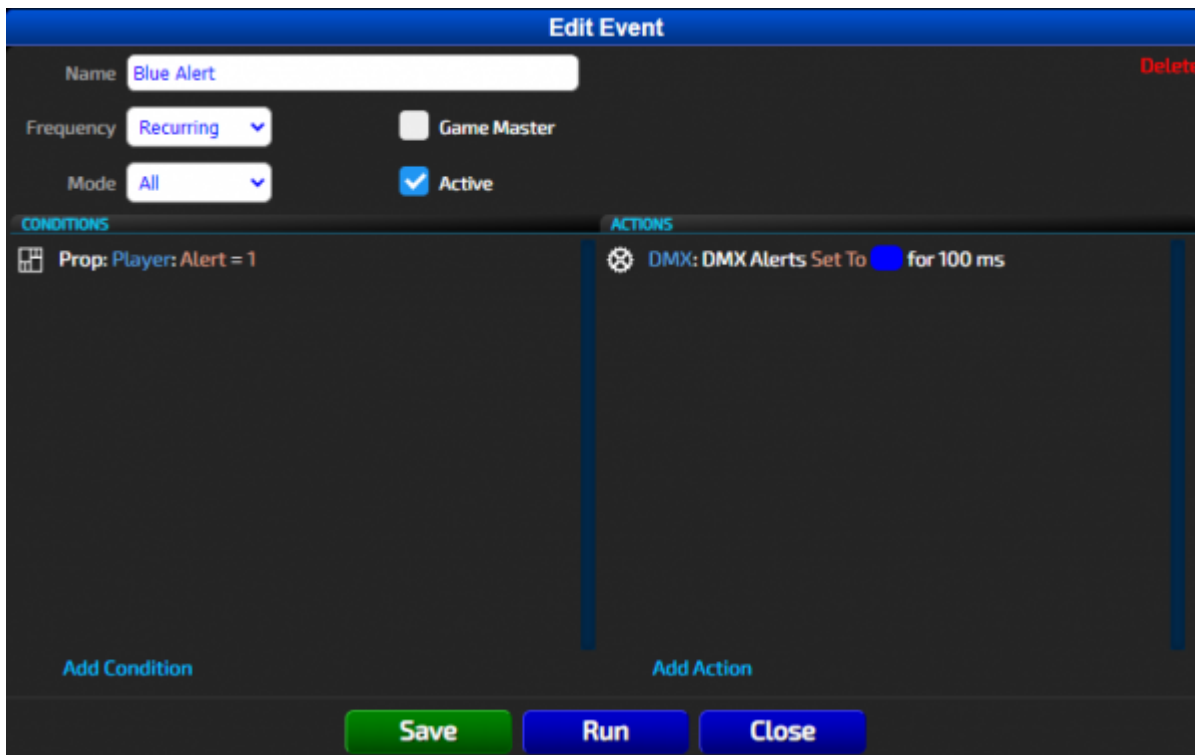 Edit Event
Name Blue Alert Delete
Frequency Recurring Game Master
Mode All Active
CONDITIONS ACTIONS
Prop: Player: Alert = 1 DMX: DMX Alerts Set To for 100 ms
Add Condition Add Action
Save Run Close